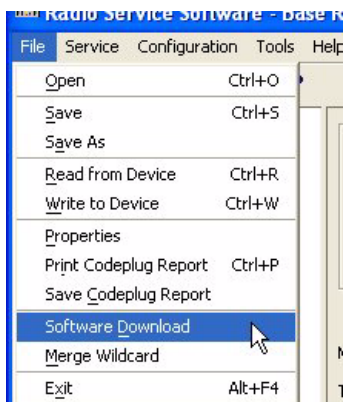 Radio Service Software - Base R
File Service Configuration Tools Help
Open Ctrl+O
Save Ctrl+S
Save As
Read from Device Ctrl+R
Write to Device Ctrl+W
Properties
Print Codeplug Report Ctrl+P
Save Codeplug Report
Software Download
Merge Wildcard
Exit Alt+F4